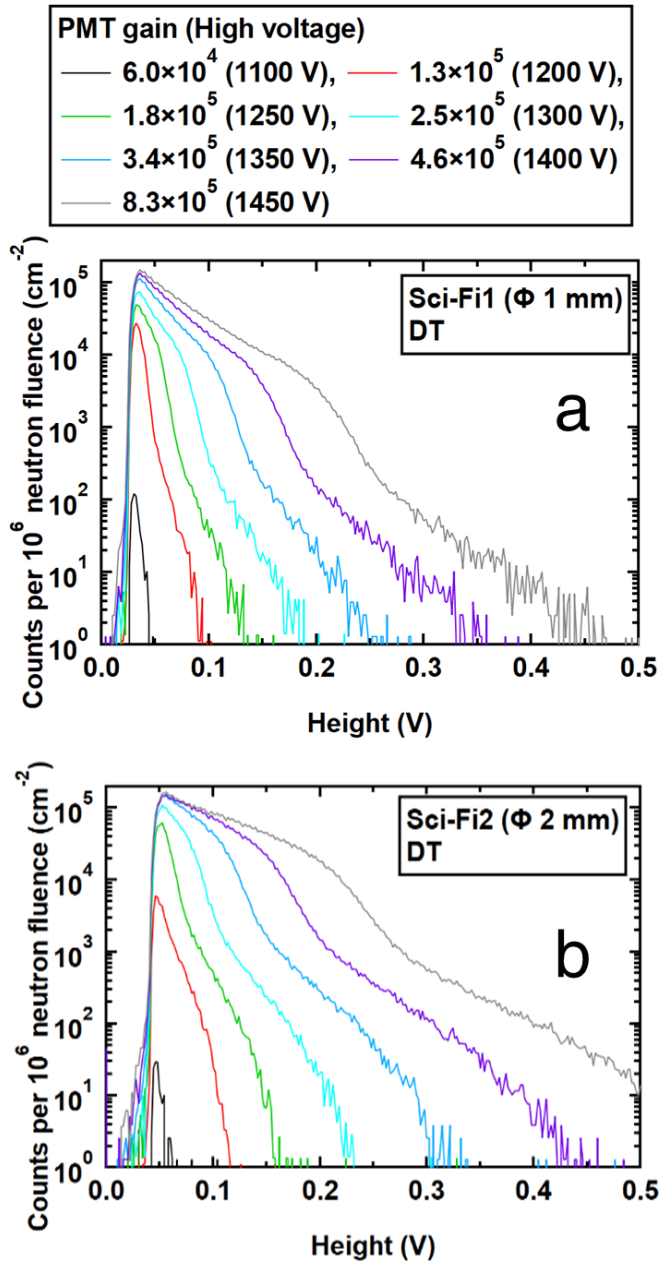 PMT gain (High voltage)
6.0×10⁴ (1100 V), 1.3×10⁵ (1200 V),
1.8×10⁵ (1250 V) 2.5×10⁵ (1300 V),
3.4×10⁵ (1350 V) 4.6×10⁵ (1400 V)
8.3×10⁵ (1450 V)
Counts per 10⁶ neutron fluence (cm⁻²)
10⁵
10⁴
10³
10²
10¹
10⁰
Sci-Fi1 (Φ 1 mm)
DT
a
0.0 0.1 0.2 0.3 0.4 0.5
Height (V)
Counts per 10⁶ neutron fluence (cm⁻²)
10⁵
10⁴
10³
10²
10¹
10⁰
Sci-Fi2 (Φ 2 mm)
DT
b
0.0 0.1 0.2 0.3 0.4 0.5
Height (V)